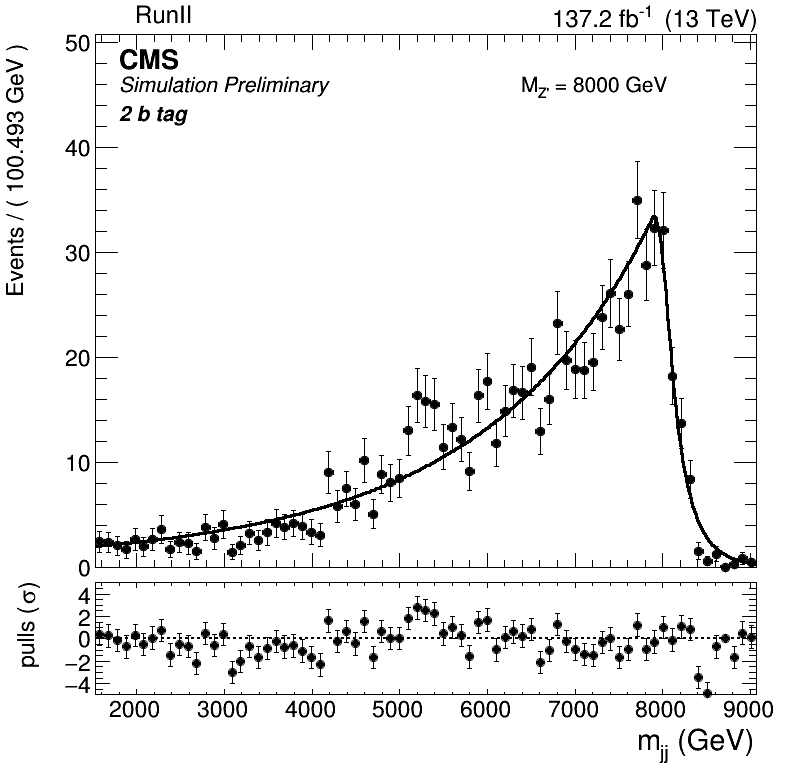 RunII 137.2 fb⁻¹ (13 TeV)
CMS
Simulation Preliminary
M_Z' = 8000 GeV
2 b tag
Events / ( 100.493 GeV )
50
40
30
20
10
0
pulls (σ)
4
2
0
−2
−4
2000 3000 4000 5000 6000 7000 8000 9000
m_jj (GeV)